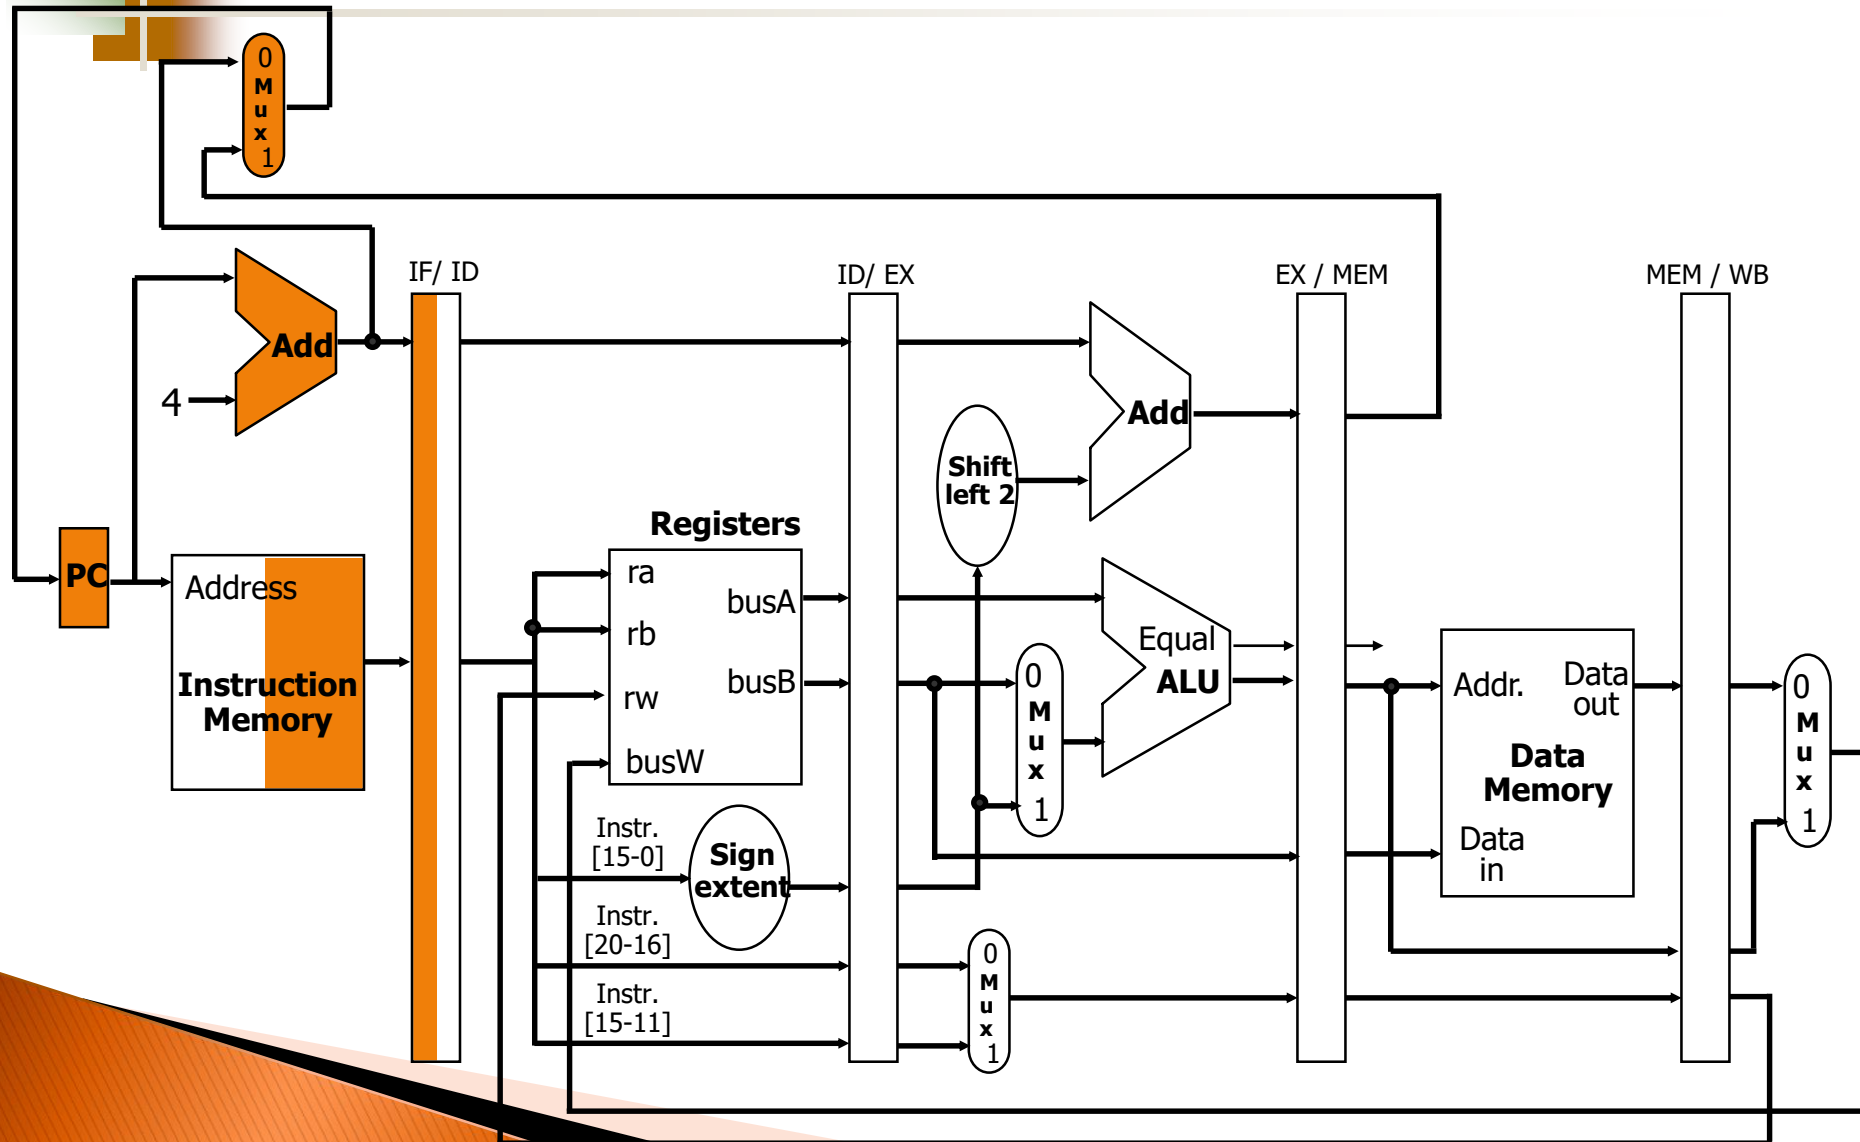 0
M
u
x
1
IF/ ID
ID/ EX
EX / MEM
MEM / WB
Add
4
Add
Shift
left 2
PC
Address
Instruction
Memory
Registers
ra
rb
rw
busW
busA
busB
Equal
ALU
0
M
u
x
1
Addr.
Data
out
Data
Memory
Data
in
0
M
u
x
1
Instr.
[15-0]
Sign
extent
Instr.
[20-16]
Instr.
[15-11]
0
M
u
x
1